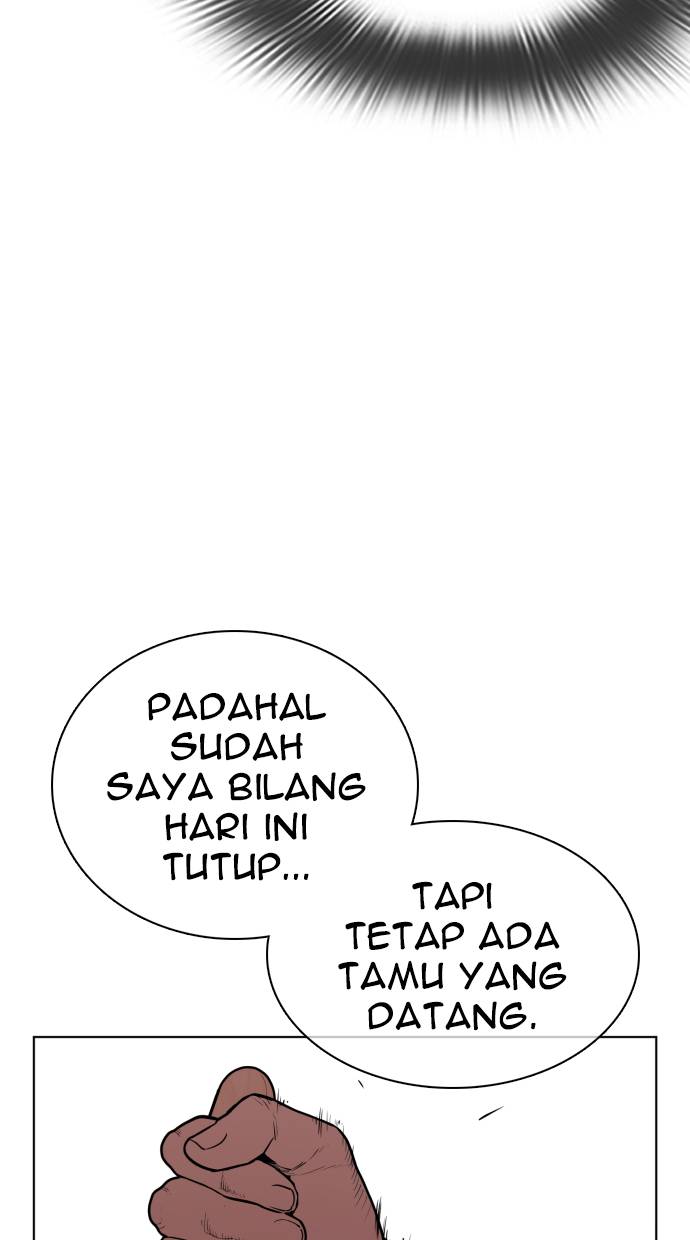 PADAHAL
SUDAH
SAYA BILANG
HARI INI
TUTUP...
TAPI
TETAP ADA
TAMU YANG
DATANG.